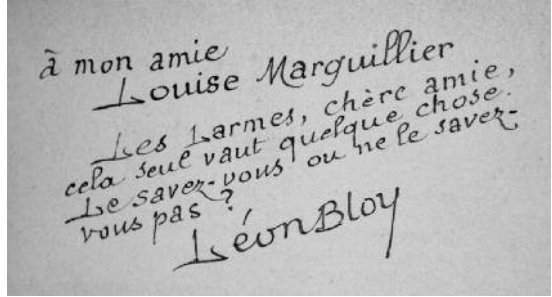 à mon amie
Louise Marguillier
Les Larmes, chère amie,
cela seul vaut quelque chose.
Le savez-vous ou ne le savez-
vous pas ?
Léon Bloy